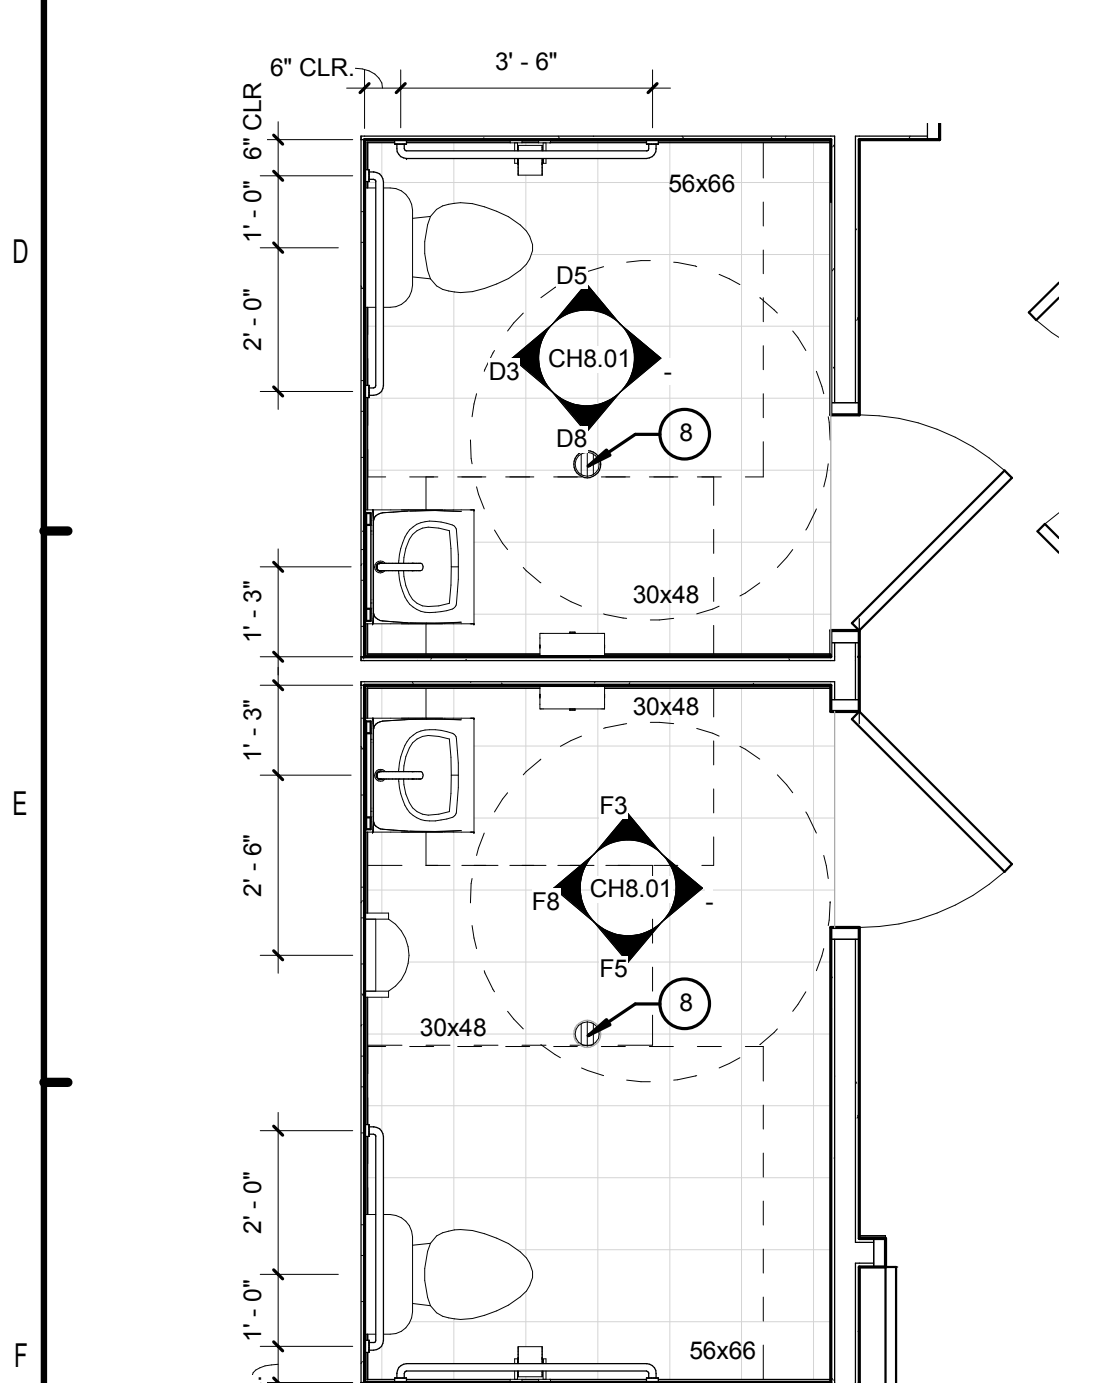 3' - 6"
6" CLR.
6" CLR
56x66
1' - 0"
D
D5
2' - 0"
CH8.01
D3
-
D8
8
30x48
1' - 3"
30x48
1' - 3"
E
F3
2' - 6"
CH8.01
F8
-
F5
8
30x48
2' - 0"
1' - 0"
56x66
F